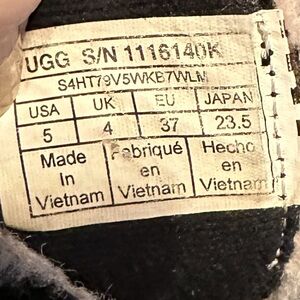 UGG S/N 1116140K
S4HT79V5WKB7WLM
USA UK EU JAPAN
5 4 37 23.5
Made Fabriqué Hecho
In en en
Vietnam Vietnam Vietnam